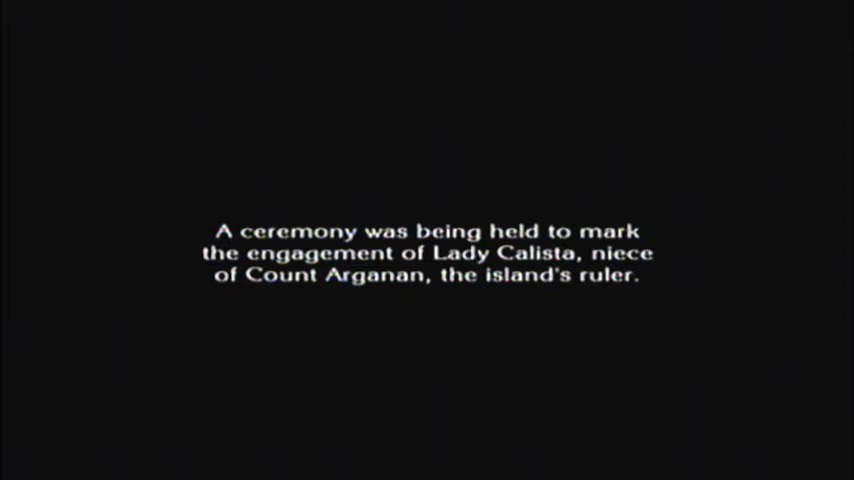 A ceremony was being held to mark
the engagement of Lady Calista, niece
of Count Arganan, the island's ruler.